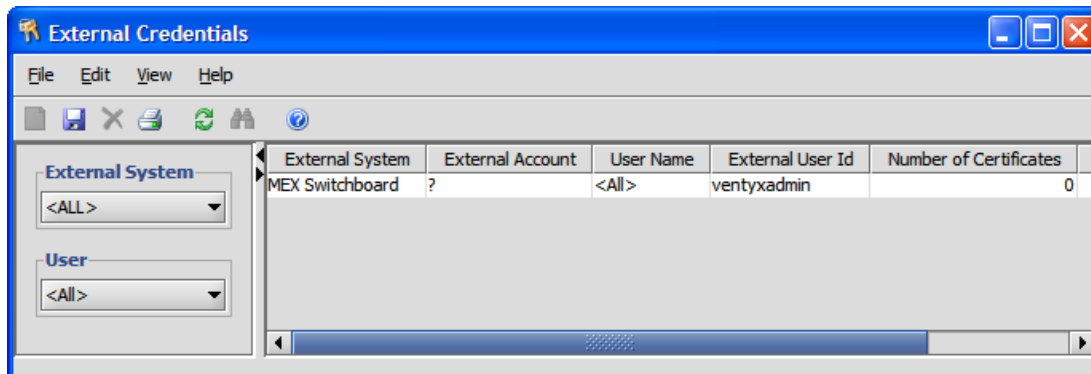 External Credentials
File Edit View Help
External System
<ALL>
User
<All>
External System External Account User Name External User Id Number of Certificates
MEX Switchboard ? <All> ventyxadmin 0